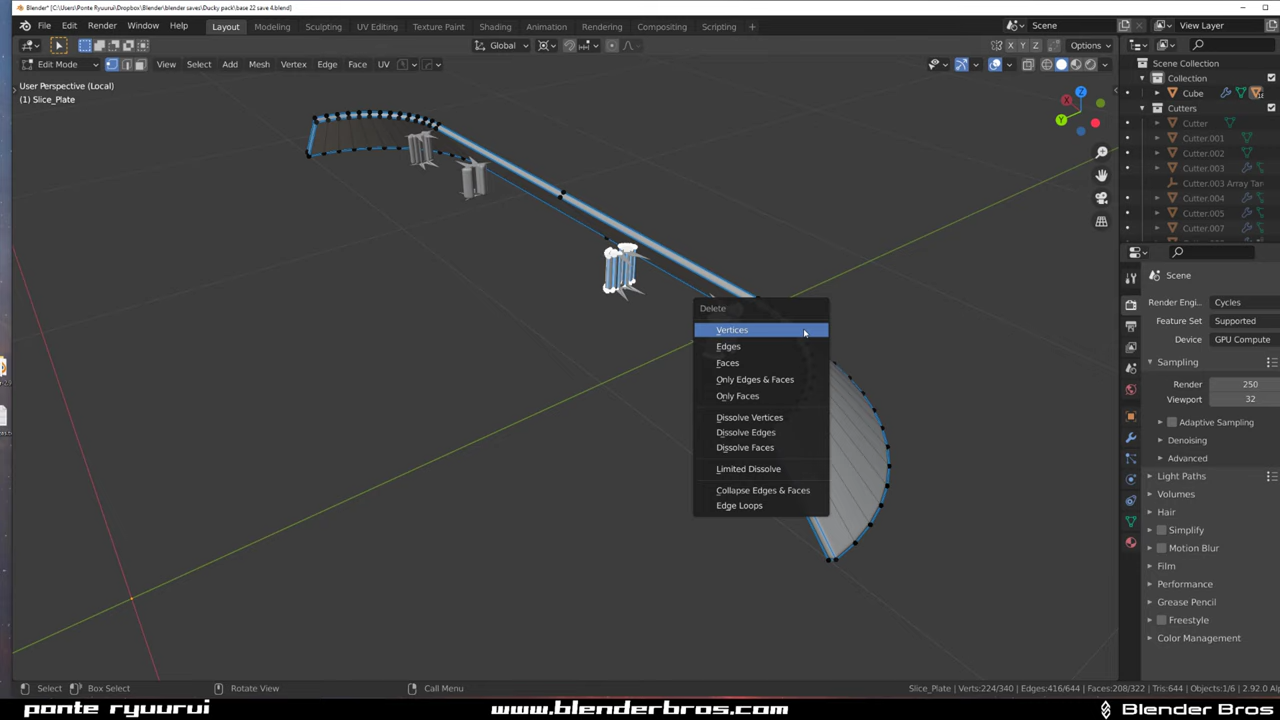 Blender* [C:\Users\Ponte Ryuurui\Dropbox\Blender\blender saves\Ducky pack\base 22 save 4.blend]
File Edit Render Window Help Layout Modeling Sculpting UV Editing Texture Paint Shading Animation Rendering Compositing Scripting + Scene View Layer
Global X Y Z Options
Edit Mode View Select Add Mesh Vertex Edge Face UV
Scene Collection
Collection
Cube
Cutters
Cutter
Cutter.001
Cutter.002
Cutter.003
Cutter.003 Array Tar
Cutter.004
Cutter.005
Cutter.007
User Perspective (Local)
(1) Slice_Plate
X
Y
Z
Delete
Vertices
Edges
Faces
Only Edges & Faces
Only Faces
Dissolve Vertices
Dissolve Edges
Dissolve Faces
Limited Dissolve
Collapse Edges & Faces
Edge Loops
Scene
Render Engi.. Cycles
Feature Set Supported
Device GPU Compute
Sampling
Render 250
Viewport 32
Adaptive Sampling
Denoising
Advanced
Light Paths
Volumes
Hair
Simplify
Motion Blur
Film
Performance
Grease Pencil
Freestyle
Color Management
Select Box Select Rotate View Call Menu Slice_Plate | Verts:224/340 | Edges:416/644 | Faces:208/322 | Tris:644 | Objects:1/6 | 2.92.0 Al
ponte ryuurui www.blenderbros.com Blender Bros